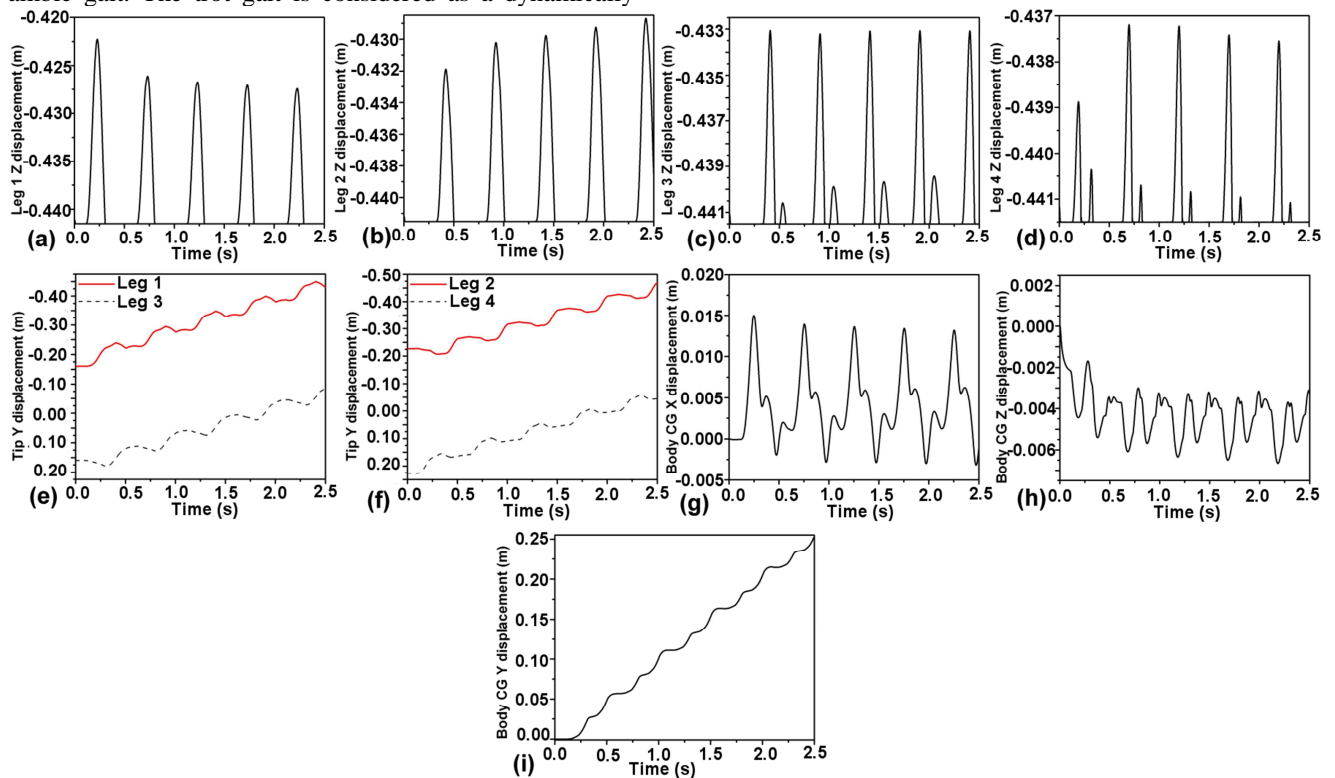 amble gait. The trot gait is considered as a dynamically
Leg 1 Z displacement (m)
-0.420
-0.425
-0.430
-0.435
-0.440
0.0 0.5 1.0 1.5 2.0 2.5
(a) Time (s)
Leg 2 Z displacement (m)
-0.430
-0.432
-0.434
-0.436
-0.438
-0.440
0.0 0.5 1.0 1.5 2.0 2.5
(b) Time (s)
Leg 3 Z displacement (m)
-0.433
-0.435
-0.437
-0.439
-0.441
0.0 0.5 1.0 1.5 2.0 2.5
(c) Time (s)
Leg 4 Z displacement (m)
-0.437
-0.438
-0.439
-0.440
-0.441
0.0 0.5 1.0 1.5 2.0 2.5
(d) Time (s)
Tip Y displacement (m)
-0.40
-0.30
-0.20
-0.10
0.00
0.10
0.20
Leg 1
Leg 3
0.0 0.5 1.0 1.5 2.0 2.5
(e) Time (s)
Tip Y displacement (m)
-0.50
-0.40
-0.30
-0.20
-0.10
0.00
0.10
0.20
Leg 2
Leg 4
0.0 0.5 1.0 1.5 2.0 2.5
(f) Time (s)
Body CG X displacement (m)
0.020
0.015
0.010
0.005
0.000
-0.005
0.0 0.5 1.0 1.5 2.0 2.5
(g) Time (s)
Body CG Z displacement (m)
0.002
0.000
-0.002
-0.004
-0.006
0.0 0.5 1.0 1.5 2.0 2.5
(h) Time (s)
Body CG Y displacement (m)
0.25
0.20
0.15
0.10
0.05
0.00
0.0 0.5 1.0 1.5 2.0 2.5
(i) Time (s)